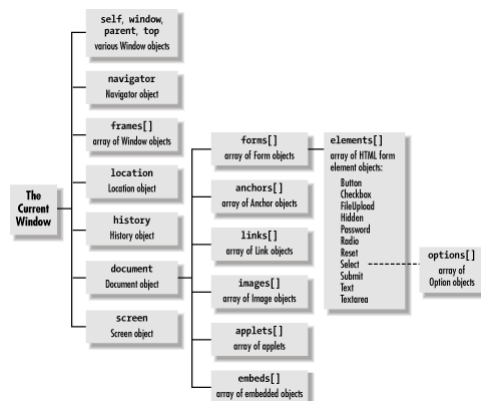 self, window,
parent, top
various Window objects
navigator
Navigator object
frames[]
array of Window objects
location
Location object
The
Current
Window
history
History object
document
Document object
screen
Screen object
forms[]
array of Form objects
anchors[]
array of Anchor objects
links[]
array of Link objects
images[]
array of Image objects
applets[]
array of applets
embeds[]
array of embedded objects
elements[]
array of HTML form
element objects:
Button
Checkbox
FileUpload
Hidden
Password
Radio
Reset
Select
Submit
Text
Textarea
options[]
array of
Option objects